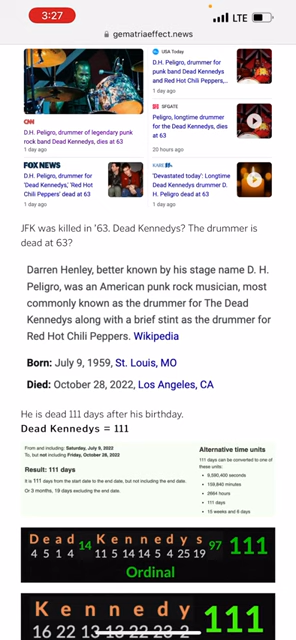 3:27
LTE
gematriaeffect.news
CNN
D.H. Peligro, drummer of legendary punk
rock band Dead Kennedys, dies at 63
1 day ago
USA Today
D.H. Peligro, drummer for
punk band Dead Kennedys
and Red Hot Chili Peppers,...
1 day ago
SFGATE
Peligro, longtime drummer
for the Dead Kennedys, dies
at 63
20 hours ago
FOX NEWS
D.H. Peligro, drummer for
'Dead Kennedys,' 'Red Hot
Chili Peppers' dead at 63
1 day ago
KARE 11
'Devastated today': Longtime
Dead Kennedys drummer D.
H. Peligro dead at 63
1 day ago
JFK was killed in '63. Dead Kennedys? The drummer is
dead at 63?
Darren Henley, better known by his stage name D. H.
Peligro, was an American punk rock musician, most
commonly known as the drummer for The Dead
Kennedys along with a brief stint as the drummer for
Red Hot Chili Peppers. Wikipedia
Born: July 9, 1959, St. Louis, MO
Died: October 28, 2022, Los Angeles, CA
He is dead 111 days after his birthday.
Dead Kennedys = 111
From and including: Saturday, July 9, 2022
To, but not including Friday, October 28, 2022
Result: 111 days
It is 111 days from the start date to the end date, but not including the end date.
Or 3 months, 19 days excluding the end date.
Alternative time units
111 days can be converted to one of
these units:
• 9,590,400 seconds
• 159,840 minutes
• 2664 hours
• 111 days
• 15 weeks and 6 days
Dead 14 Kennedys 97 111
4 5 1 4 11 5 14 14 5 4 25 19
Ordinal
Kennedy 111
16 22 13 13 22 23 2